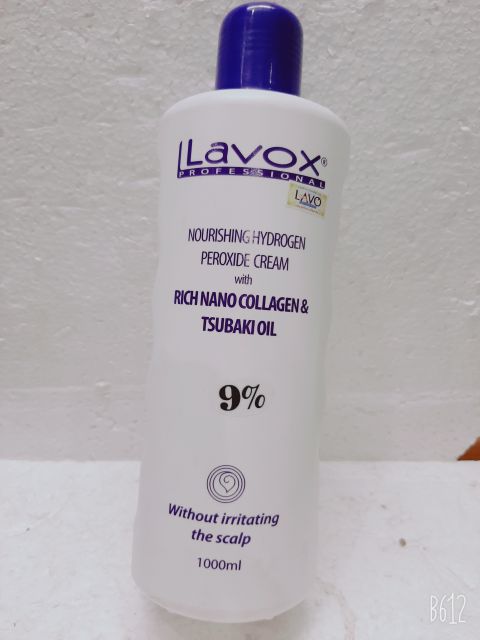 Lavox®
PROFESSIONAL
LAVO
NOURISHING HYDROGEN
PEROXIDE CREAM
with
RICH NANO COLLAGEN &
TSUBAKI OIL
9%
Without irritating
the scalp
1000ml
B612